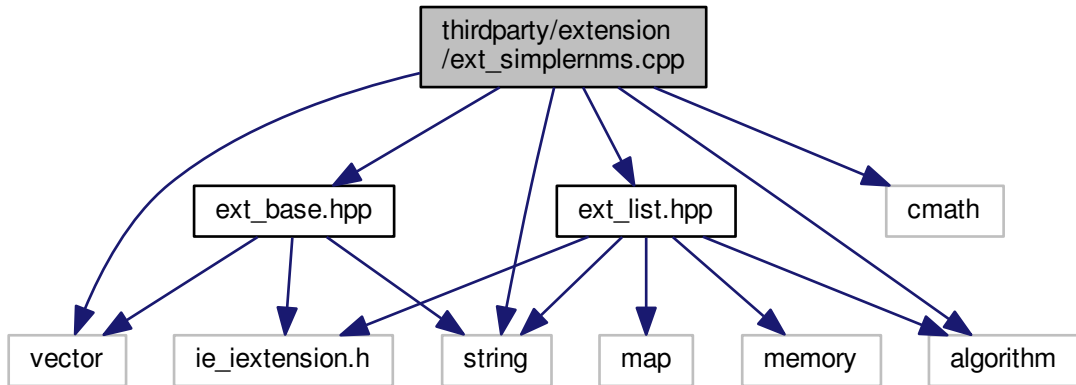 thirdparty/extension
/ext_simplernms.cpp
ext_base.hpp
ext_list.hpp
cmath
vector
ie_iextension.h
string
map
memory
algorithm